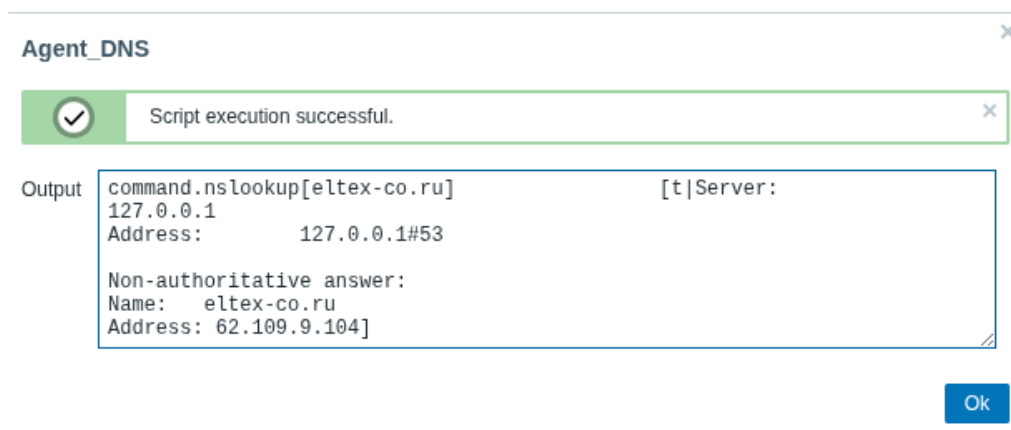 Agent_DNS
Script execution successful.
Output
command.nslookup[eltex-co.ru] [t|Server:
127.0.0.1
Address: 127.0.0.1#53
Non-authoritative answer:
Name: eltex-co.ru
Address: 62.109.9.104]
Ok